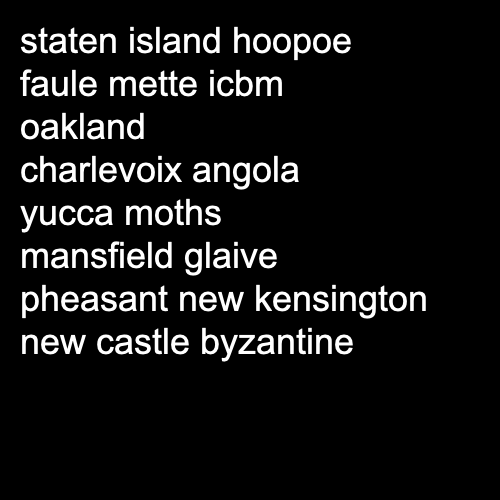 staten island hoopoe
faule mette icbm
oakland
charlevoix angola
yucca moths
mansfield glaive
pheasant new kensington
new castle byzantine